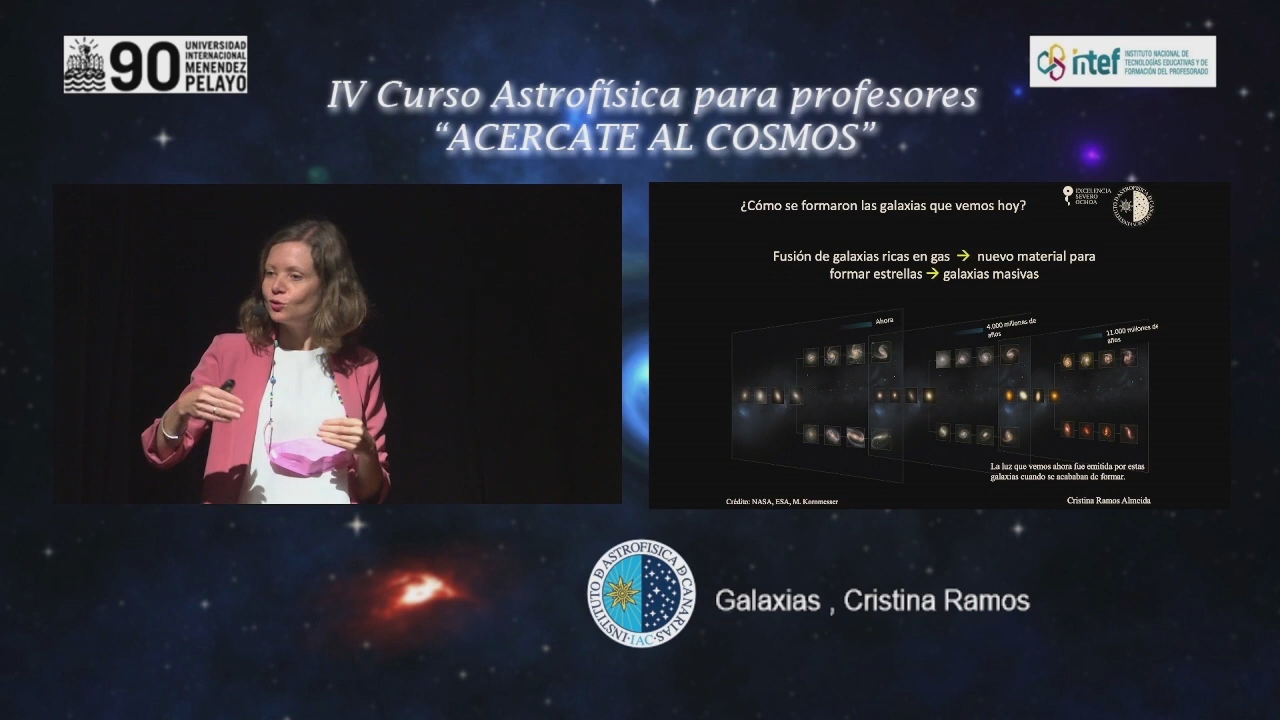 90
UNIVERSIDAD
INTERNACIONAL
MENENDEZ
PELAYO
intef
INSTITUTO NACIONAL DE
TECNOLOGÍAS EDUCATIVAS Y DE
FORMACIÓN DEL PROFESORADO
IV Curso Astrofísica para profesores
“ACERCATE AL COSMOS”
¿Cómo se formaron las galaxias que vemos hoy?
EXCELENCIA
SEVERO
OCHOA
Fusión de galaxias ricas en gas → nuevo material para
formar estrellas → galaxias masivas
Ahora
4.000 millones de
años
11.000 millones de
años
La luz que vemos ahora fue emitida por estas
galaxias cuando se acababan de formar.
Crédito: NASA, ESA, M. Kornmesser
Cristina Ramos Almeida
INSTITUTO D ASTROFISICA D CANARIAS
·IAC·
Galaxias , Cristina Ramos